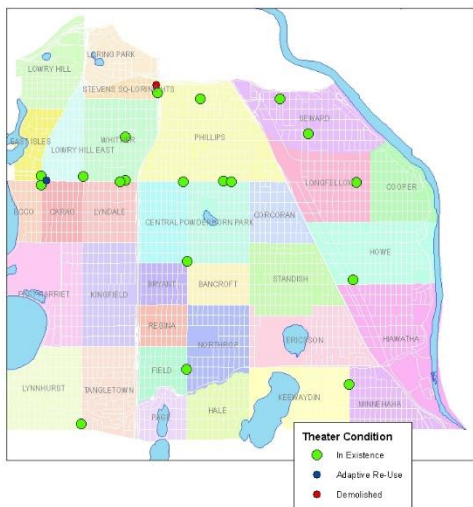 LORING PARK
LOWRY HILL
STEVENS SQ-LORING HGHTS
SEWARD
EAST ISLES
WHITTIER
PHILLIPS
LOWRY HILL EAST
LONGFELLOW
COOPER
ECCO
CARAG
LYNDALE
CENTRAL
POWDERHORN PARK
CORCORAN
HOWE
STANDISH
KINGFIELD
BRYANT
BANCROFT
REGINA
HIAWATHA
NORTHROP
ERICSSON
FIELD
LYNNHURST
TANGLETOWN
KEEWAYDIN
MINNEHAHA
PAGE
HALE
Theater Condition
In Existence
Adaptive Re-Use
Demolished